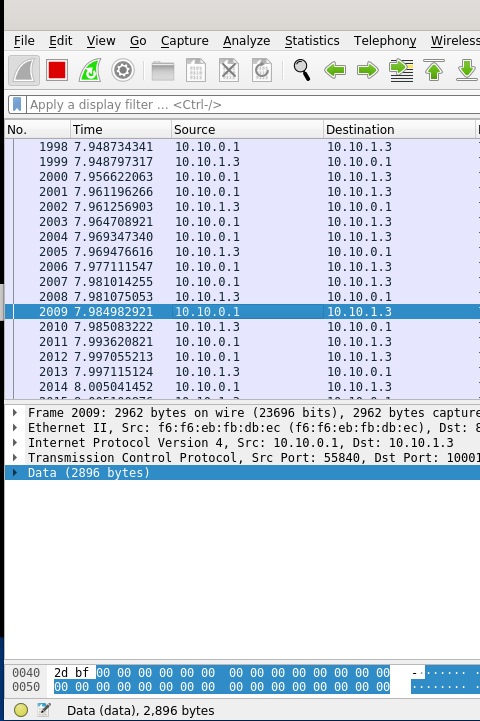 File Edit View Go Capture Analyze Statistics Telephony Wireless
Apply a display filter ... <Ctrl-/>
No. Time Source Destination
1998 7.948734341 10.10.0.1 10.10.1.3
1999 7.948797317 10.10.1.3 10.10.0.1
2000 7.956622063 10.10.0.1 10.10.1.3
2001 7.961196266 10.10.0.1 10.10.1.3
2002 7.961256903 10.10.1.3 10.10.0.1
2003 7.964708921 10.10.0.1 10.10.1.3
2004 7.969347340 10.10.0.1 10.10.1.3
2005 7.969476616 10.10.1.3 10.10.0.1
2006 7.977111547 10.10.0.1 10.10.1.3
2007 7.981014255 10.10.0.1 10.10.1.3
2008 7.981075053 10.10.1.3 10.10.0.1
2009 7.984982921 10.10.0.1 10.10.1.3
2010 7.985083222 10.10.1.3 10.10.0.1
2011 7.993620821 10.10.0.1 10.10.1.3
2012 7.997055213 10.10.0.1 10.10.1.3
2013 7.997115124 10.10.1.3 10.10.0.1
2014 8.005041452 10.10.0.1 10.10.1.3
Frame 2009: 2962 bytes on wire (23696 bits), 2962 bytes capture
Ethernet II, Src: f6:f6:eb:fb:db:ec (f6:f6:eb:fb:db:ec), Dst: 8
Internet Protocol Version 4, Src: 10.10.0.1, Dst: 10.10.1.3
Transmission Control Protocol, Src Port: 55840, Dst Port: 10001
Data (2896 bytes)
0040 2d bf 00 00 00 00 00 00 00 00 00 00 00 00 00 00 -·······
0050 00 00 00 00 00 00 00 00 00 00 00 00 00 00 00 00 ········
Data (data), 2,896 bytes